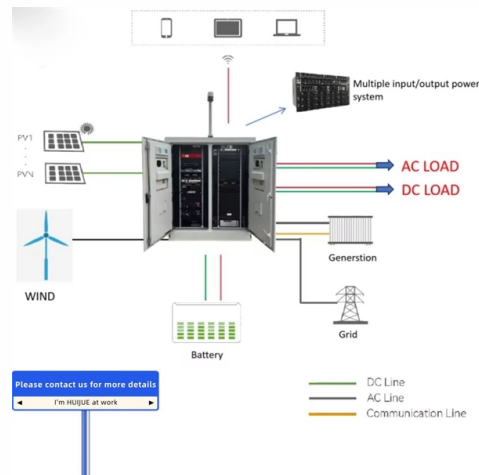 Multiple input/output power
system
PV1
PVN
AC LOAD
DC LOAD
WIND
Generstion
Grid
Battery
Please contact us for more details
I'm HUIJUE at work
DC Line
AC Line
Communication Line